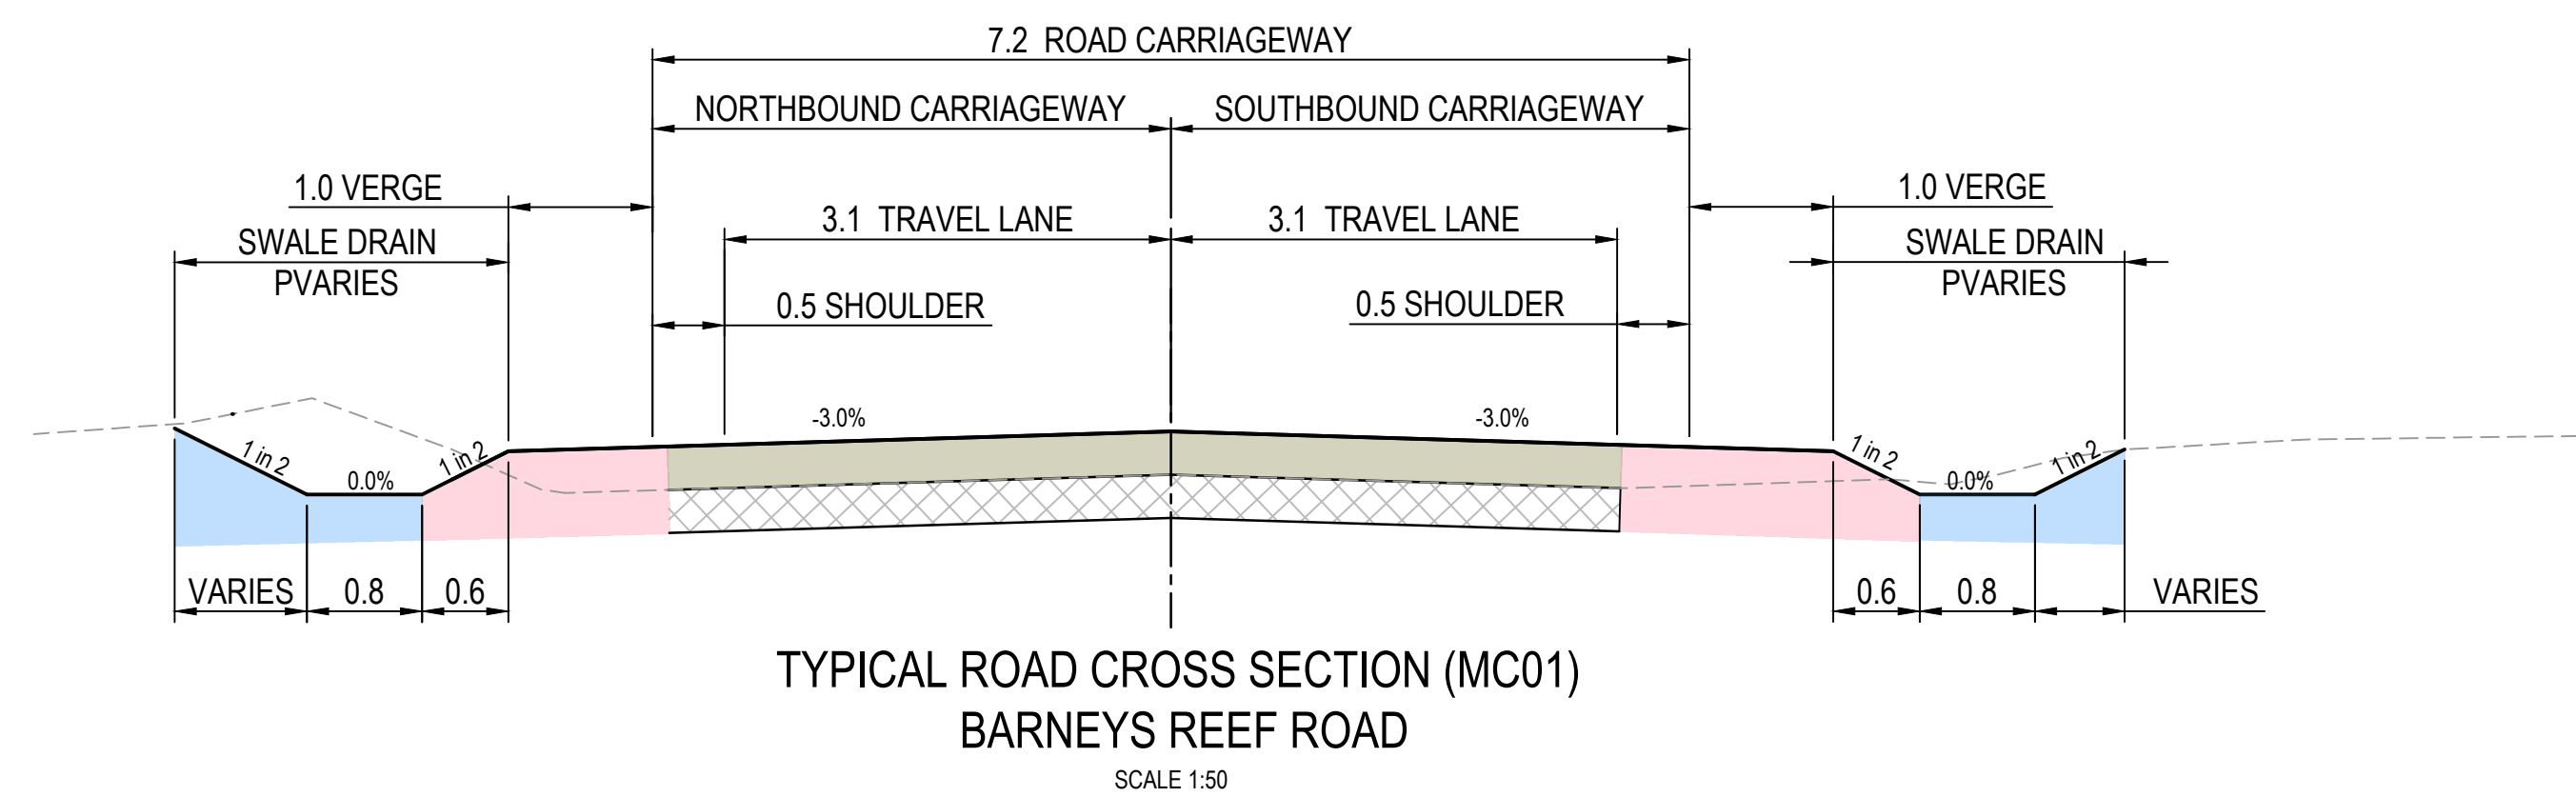 7.2 ROAD CARRIAGEWAY
NORTHBOUND CARRIAGEWAY
SOUTHBOUND CARRIAGEWAY
1.0 VERGE
1.0 VERGE
3.1 TRAVEL LANE
3.1 TRAVEL LANE
SWALE DRAIN
PVARIES
SWALE DRAIN
PVARIES
0.5 SHOULDER
0.5 SHOULDER
-3.0%
-3.0%
1 in 2
0.0%
1 in 2
1 in 2
0.0%
1 in 2
VARIES
0.8
0.6
0.6
0.8
VARIES
TYPICAL ROAD CROSS SECTION (MC01)
BARNEYS REEF ROAD
SCALE 1:50